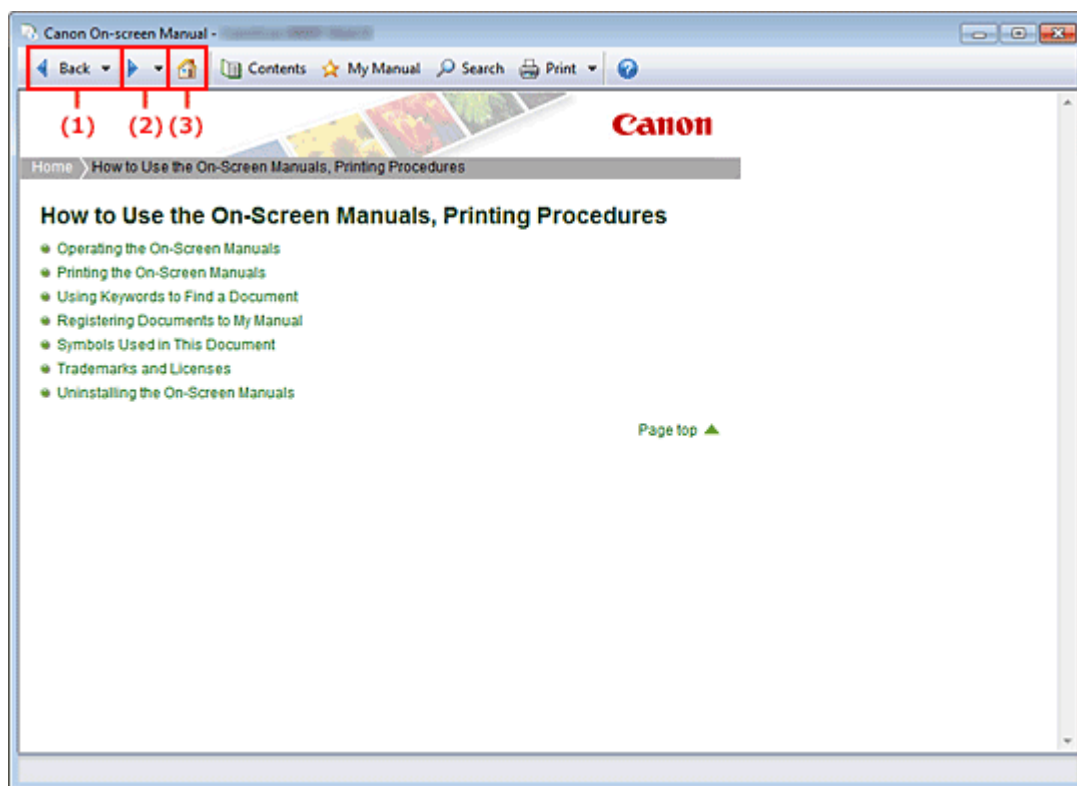 Canon On-screen Manual -
Back Contents My Manual Search Print
(1) (2) (3)
Canon
Home How to Use the On-Screen Manuals, Printing Procedures
How to Use the On-Screen Manuals, Printing Procedures
Operating the On-Screen Manuals
Printing the On-Screen Manuals
Using Keywords to Find a Document
Registering Documents to My Manual
Symbols Used in This Document
Trademarks and Licenses
Uninstalling the On-Screen Manuals
Page top